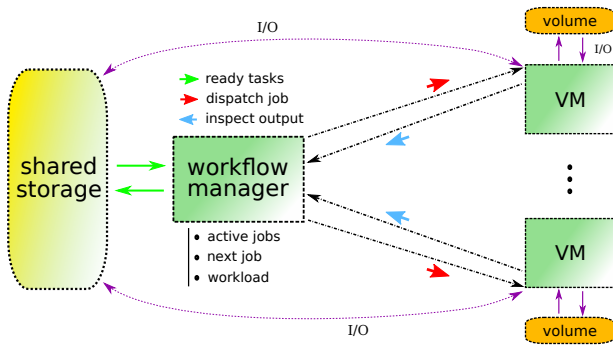 volume
I/O
I/O
ready tasks
dispatch job
inspect output
VM
shared
storage
workflow
manager
• active jobs
• next job
• workload
VM
I/O
volume